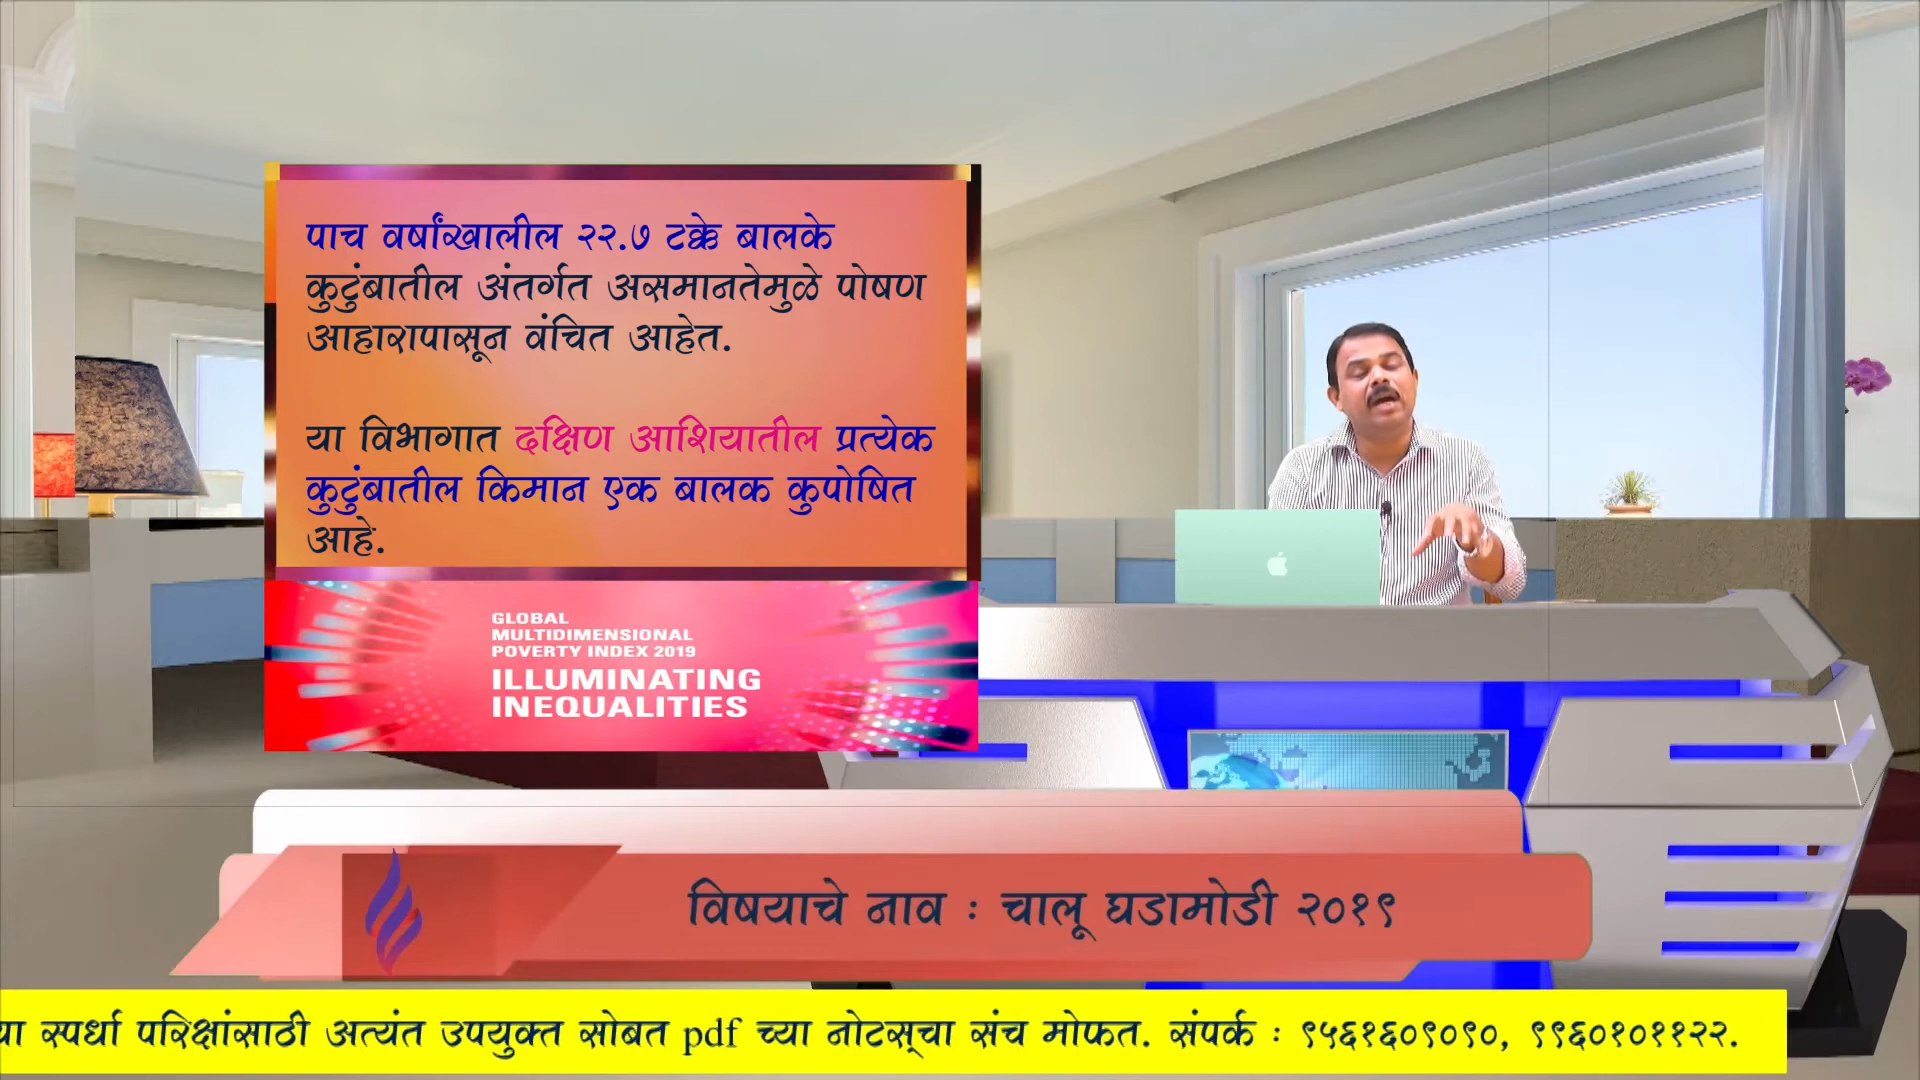 पाच वर्षांखालील २२.७ टक्के बालके
कुटुंबातील अंतर्गत असमानतेमुळे पोषण
आहारापासून वंचित आहेत.
या विभागात दक्षिण आशियातील प्रत्येक
कुटुंबातील किमान एक बालक कुपोषित
आहे.
GLOBAL
MULTIDIMENSIONAL
POVERTY INDEX 2019
ILLUMINATING
INEQUALITIES
विषयाचे नाव : चालू घडामोडी २०१९
स्पर्धा परिक्षांसाठी अत्यंत उपयुक्त सोबत pdf च्या नोटस्चा संच मोफत. संपर्क : ९५६१६०९०९०, ९९६०१०११२२.